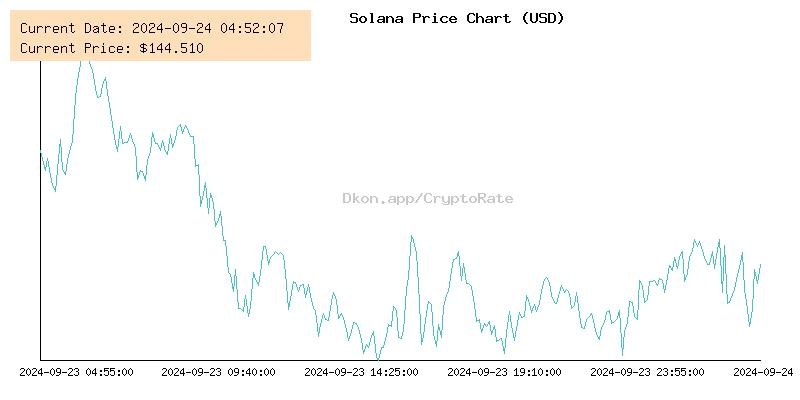 Solana Price Chart (USD)
Current Date: 2024-09-24 04:52:07
Current Price: $144.510
Dkon.app/CryptoRate
2024-09-23 04:55:00 2024-09-23 09:40:00 2024-09-23 14:25:00 2024-09-23 19:10:00 2024-09-23 23:55:00 2024-09-24